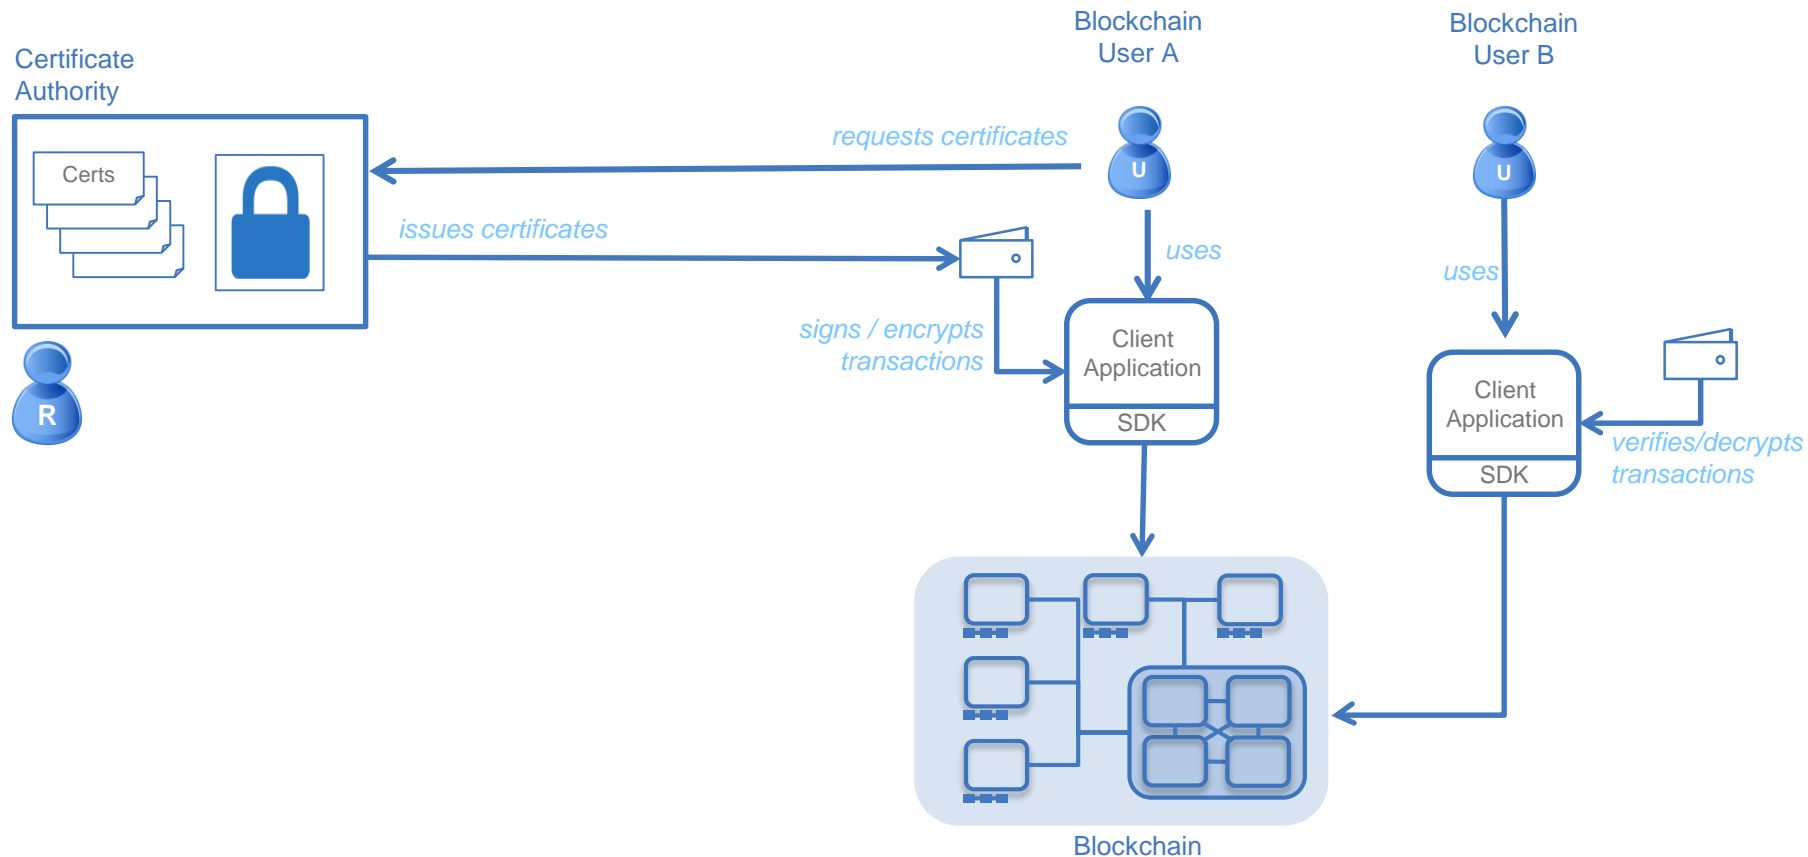 Blockchain
User A
Blockchain
User B
Certificate
Authority
requests certificates
Certs
U
U
issues certificates
uses
uses
signs / encrypts
transactions
Client
Application
SDK
Client
Application
SDK
R
verifies/decrypts
transactions
Blockchain